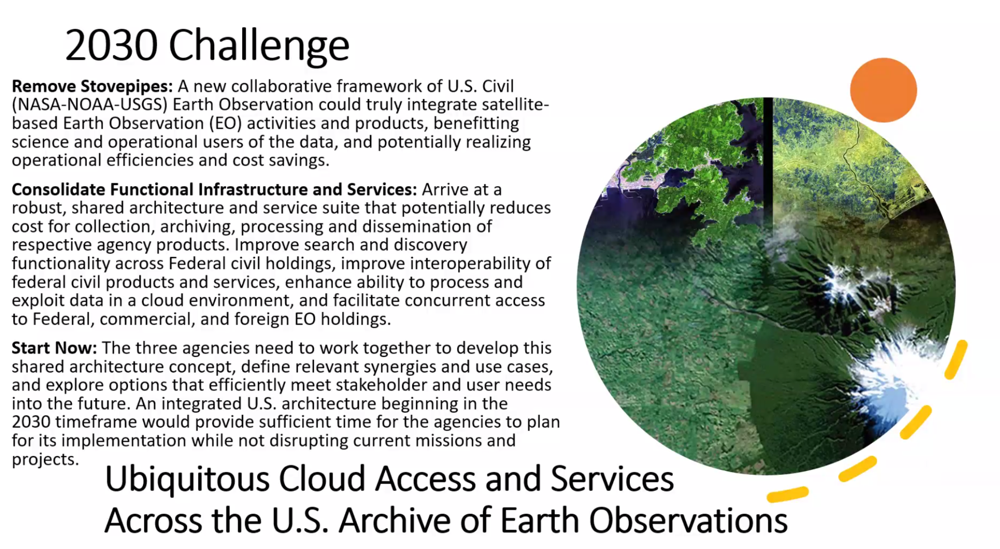 2030 Challenge
Remove Stovepipes: A new collaborative framework of U.S. Civil
(NASA-NOAA-USGS) Earth Observation could truly integrate satellite-
based Earth Observation (EO) activities and products, benefitting
science and operational users of the data, and potentially realizing
operational efficiencies and cost savings.
Consolidate Functional Infrastructure and Services: Arrive at a
robust, shared architecture and service suite that potentially reduces
cost for collection, archiving, processing and dissemination of
respective agency products. Improve search and discovery
functionality across Federal civil holdings, improve interoperability of
federal civil products and services, enhance ability to process and
exploit data in a cloud environment, and facilitate concurrent access
to Federal, commercial, and foreign EO holdings.
Start Now: The three agencies need to work together to develop this
shared architecture concept, define relevant synergies and use cases,
and explore options that efficiently meet stakeholder and user needs
into the future. An integrated U.S. architecture beginning in the
2030 timeframe would provide sufficient time for the agencies to plan
for its implementation while not disrupting current missions and
projects.
Ubiquitous Cloud Access and Services
Across the U.S. Archive of Earth Observations